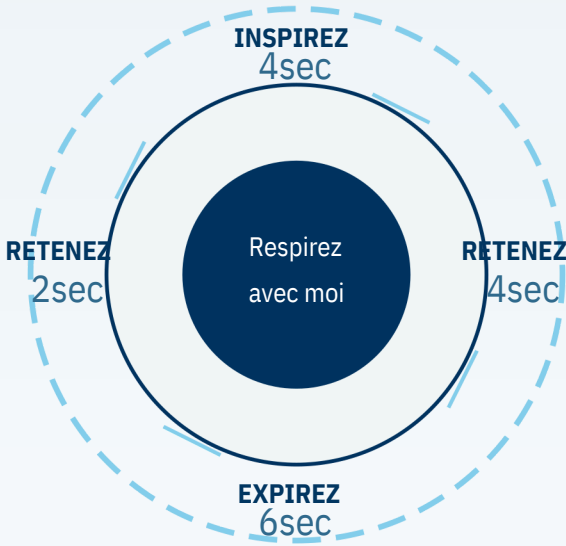 INSPIREZ
4sec
RETENEZ
2sec
Respirez
avec moi
RETENEZ
4sec
EXPIREZ
6sec